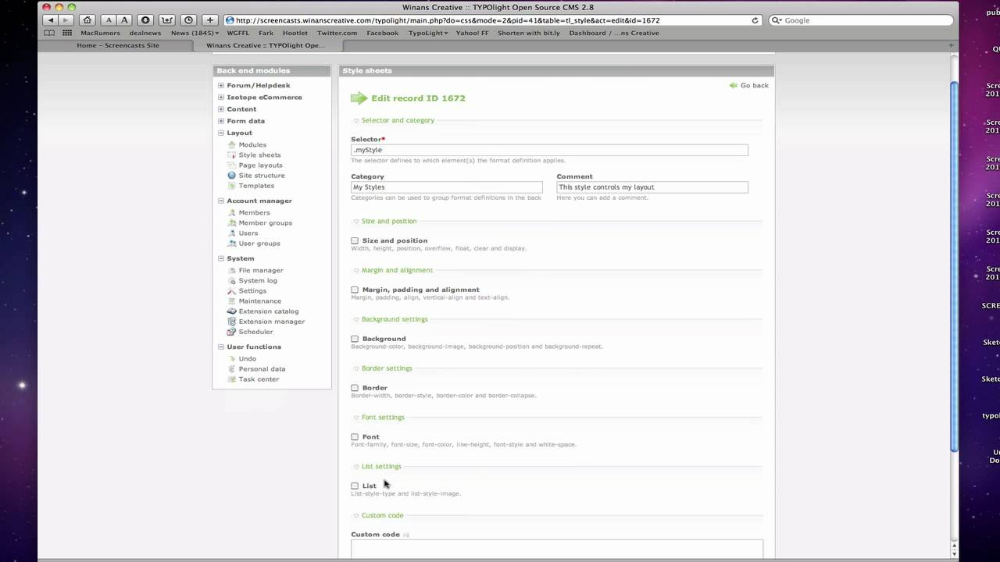 Winans Creative :: TYPOlight Open Source CMS 2.8
A A http://screencasts.winanscreative.com/typolight/main.php?do=css&mode=2&pid=41&table=tl_style&act=edit&id=1672 Google
MacRumors dealnews News (1845) WGFFL Fark Hootlet Twitter.com Facebook TypoLight Yahoo! FF Shorten with bit.ly Dashboard / ...ns Creative
Home – Screencasts Site Winans Creative :: TYPOlight Ope...
Back end modules
Forum/Helpdesk
Isotope eCommerce
Content
Form data
Layout
Modules
Style sheets
Page layouts
Site structure
Templates
Account manager
Members
Member groups
Users
User groups
System
File manager
System log
Settings
Maintenance
Extension catalog
Extension manager
Scheduler
User functions
Undo
Personal data
Task center
Style sheets
Go back
Edit record ID 1672
Selector and category
Selector*
.myStyle
The selector defines to which element(s) the format definition applies.
Category Comment
My Styles This style controls my layout
Categories can be used to group format definitions in the back Here you can add a comment.
Size and position
Size and position
Width, height, position, overflow, float, clear and display.
Margin and alignment
Margin, padding and alignment
Margin, padding, align, vertical-align and text-align.
Background settings
Background
Background-color, background-image, background-position and background-repeat.
Border settings
Border
Border-width, border-style, border-color and border-collapse.
Font settings
Font
Font-family, font-size, font-color, line-height, font-style and white-space.
List settings
List
List-style-type and list-style-image.
Custom code
Custom code
pu
QU
Scre
201
Scre
201
Scre
201
Scre
201
Scre
201
Scre
201
SCRE
Sket
Sket
typol
Un
Do